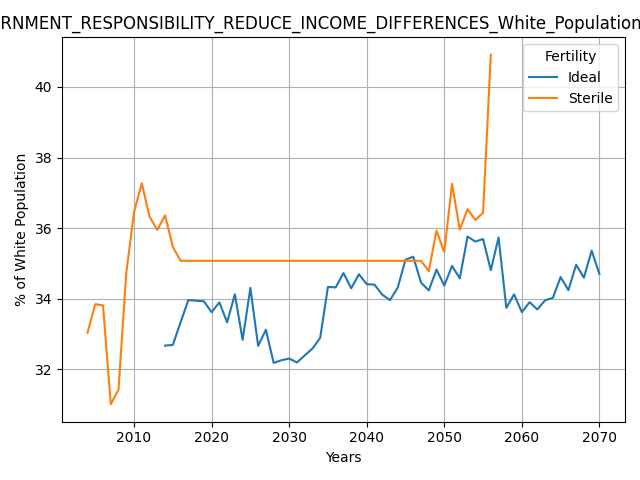 RNMENT_RESPONSIBILITY_REDUCE_INCOME_DIFFERENCES_White_Population
Fertility
Ideal
Sterile
% of White Population
40
38
36
34
32
2010 2020 2030 2040 2050 2060 2070
Years